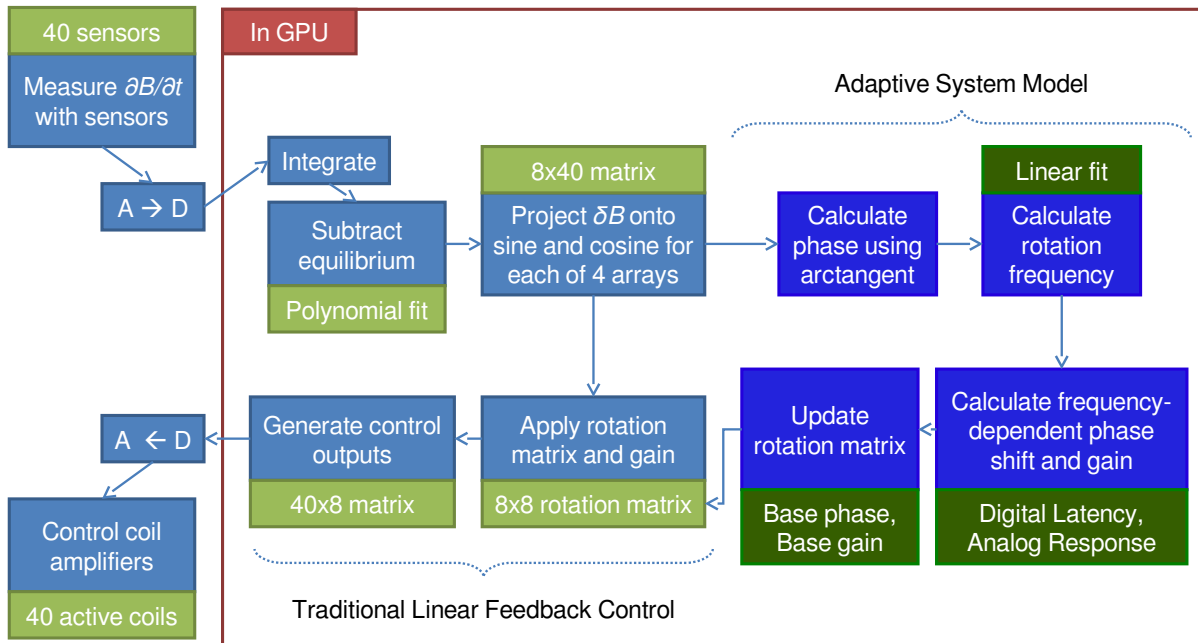 40 sensors
Measure ∂B/∂t
with sensors
A → D
In GPU
Integrate
Subtract
equilibrium
Polynomial fit
8x40 matrix
Project δB onto
sine and cosine for
each of 4 arrays
Adaptive System Model
Calculate
phase using
arctangent
Linear fit
Calculate
rotation
frequency
Calculate frequency-
dependent phase
shift and gain
Digital Latency,
Analog Response
Update
rotation matrix
Base phase,
Base gain
Apply rotation
matrix and gain
8x8 rotation matrix
Generate control
outputs
40x8 matrix
Traditional Linear Feedback Control
A ← D
Control coil
amplifiers
40 active coils